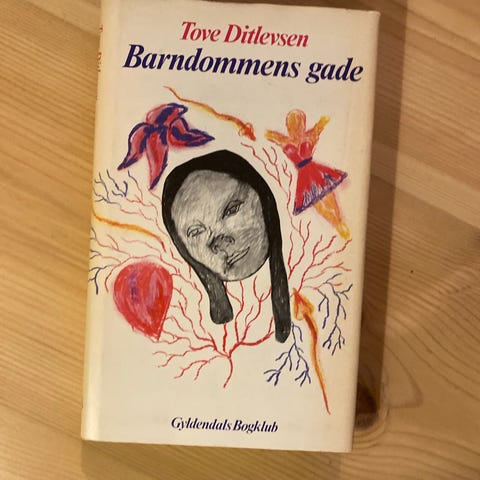 Tove Ditlevsen
Barndommens gade
Gyldendals Bogklub